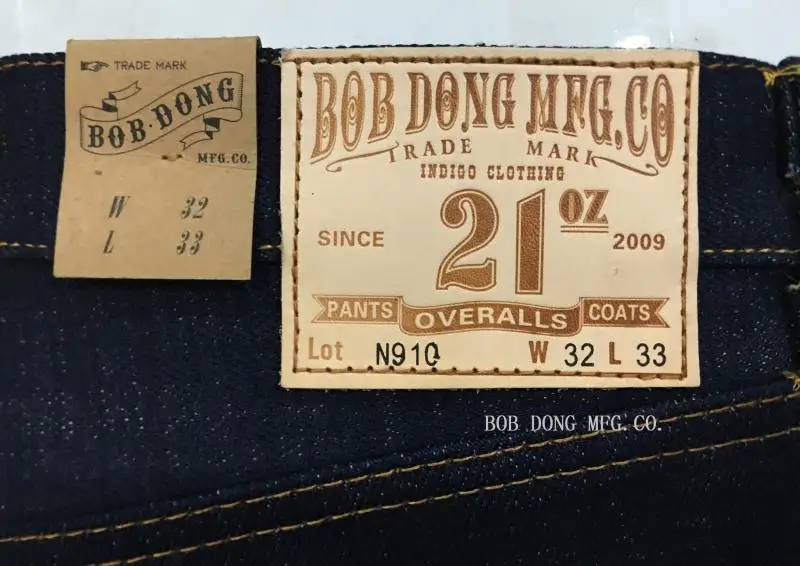 TRADE MARK
BOB·DONG
MFG.CO.
W 32
L 33
BOB DONG MFG.CO
TRADE MARK
INDIGO CLOTHING
21 OZ
SINCE 2009
PANTS OVERALLS COATS
Lot N910 W 32 L 33
BOB DONG MFG.CO.